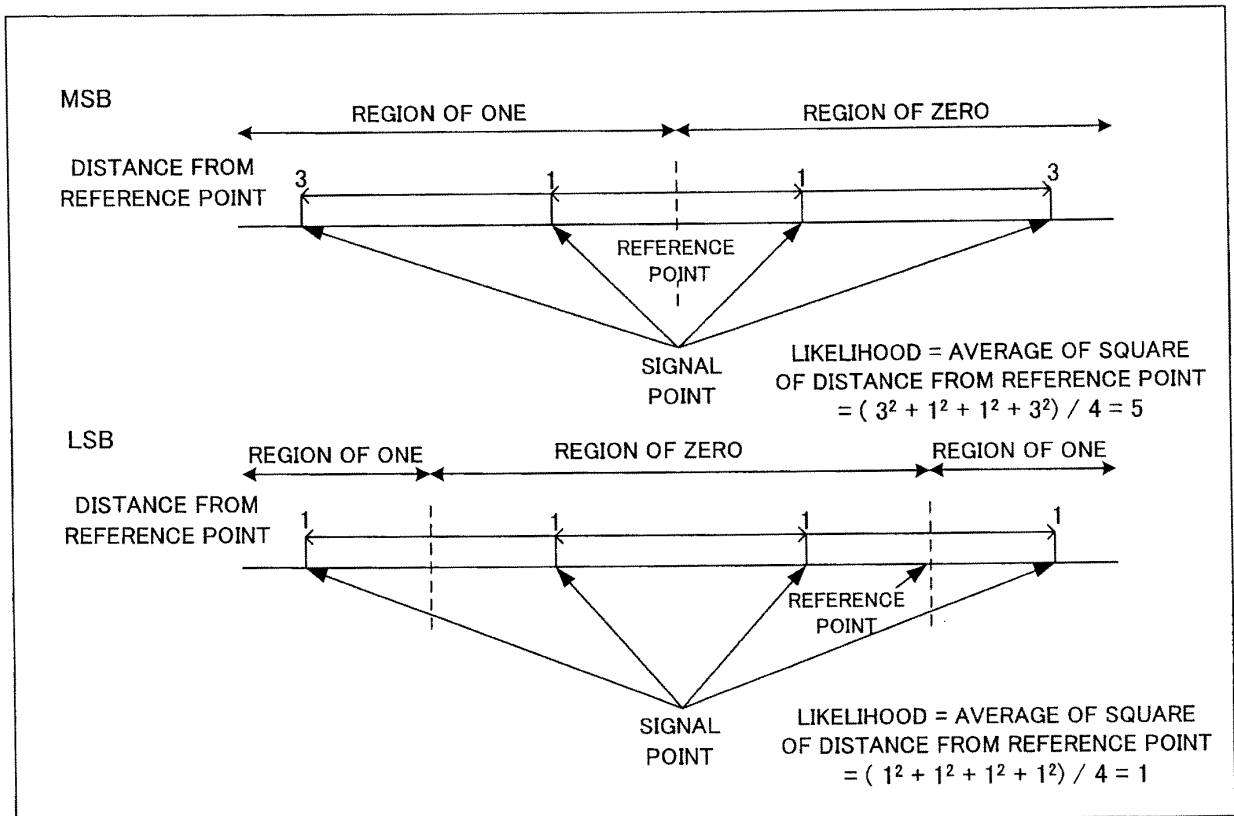 MSB
REGION OF ONE
REGION OF ZERO
DISTANCE FROM
REFERENCE POINT
3
1
1
3
REFERENCE
POINT
SIGNAL
POINT
LIKELIHOOD = AVERAGE OF SQUARE
OF DISTANCE FROM REFERENCE POINT
= ( 3² + 1² + 1² + 3²) / 4 = 5
LSB
REGION OF ONE
REGION OF ZERO
REGION OF ONE
DISTANCE FROM
REFERENCE POINT
1
1
1
1
REFERENCE
POINT
SIGNAL
POINT
LIKELIHOOD = AVERAGE OF SQUARE
OF DISTANCE FROM REFERENCE POINT
= ( 1² + 1² + 1² + 1²) / 4 = 1